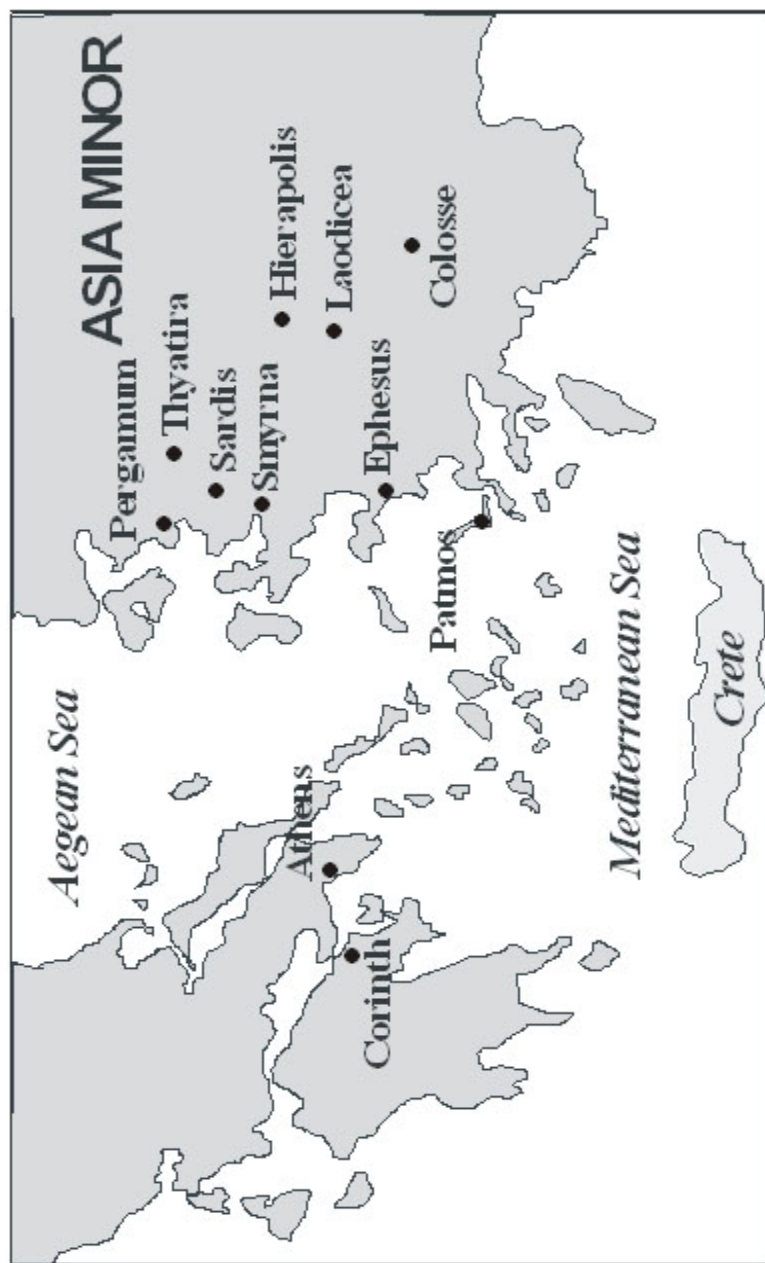 Aegean Sea
ASIA MINOR
Pergamum
Thyatira
Sardis
Smyrna
Hierapolis
Laodicea
Athens
Ephesus
Corinth
Colosse
Patmos
Mediterranean Sea
Crete